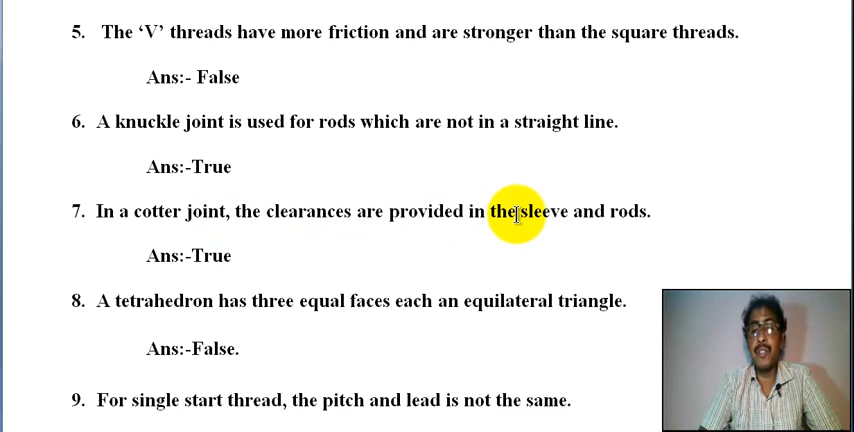 5. The ‘V’ threads have more friction and are stronger than the square threads.
Ans:- False
6. A knuckle joint is used for rods which are not in a straight line.
Ans:-True
7. In a cotter joint, the clearances are provided in the sleeve and rods.
Ans:-True
8. A tetrahedron has three equal faces each an equilateral triangle.
Ans:-False.
9. For single start thread, the pitch and lead is not the same.